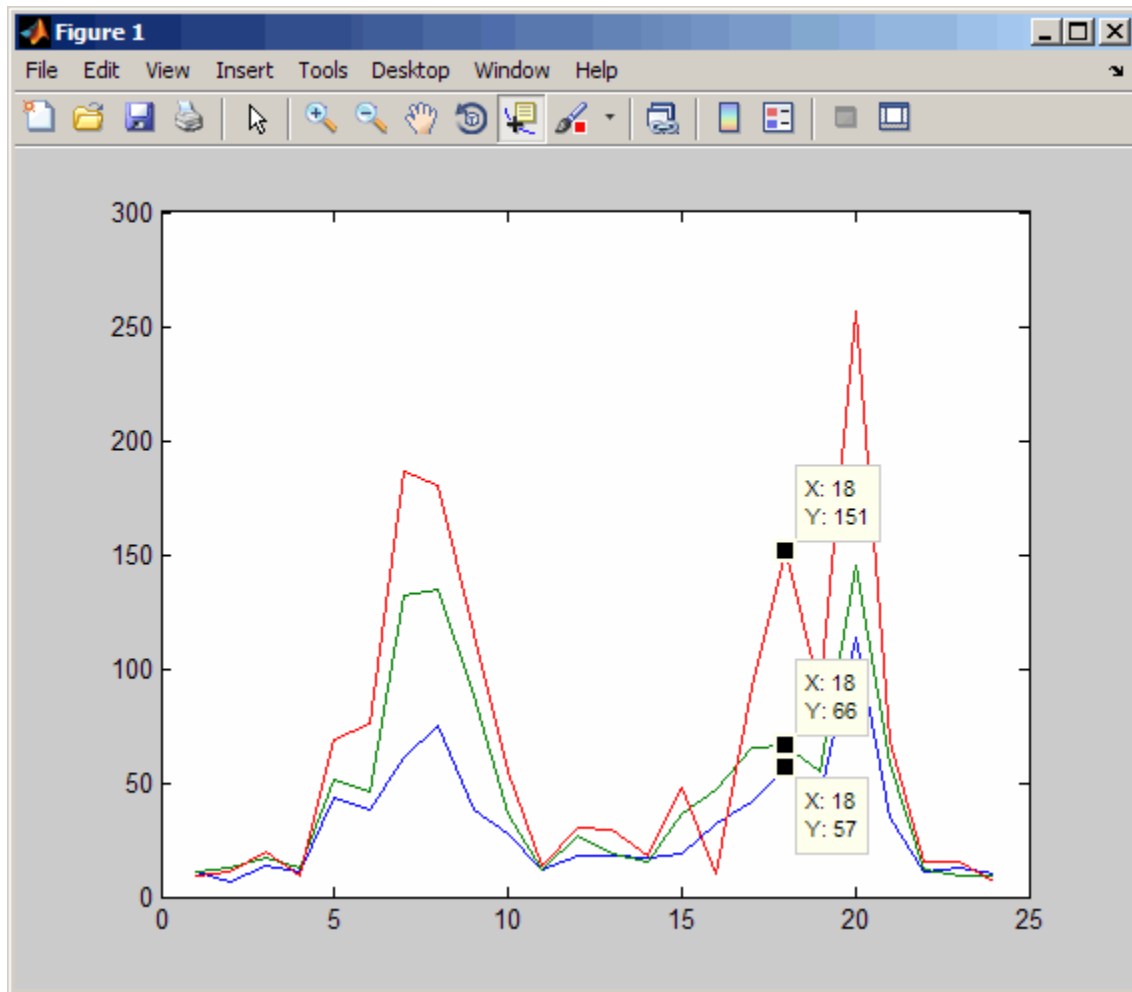 Figure 1
File Edit View Insert Tools Desktop Window Help
300
250
200
150
100
50
0
X: 18
Y: 151
X: 18
Y: 66
X: 18
Y: 57
0 5 10 15 20 25